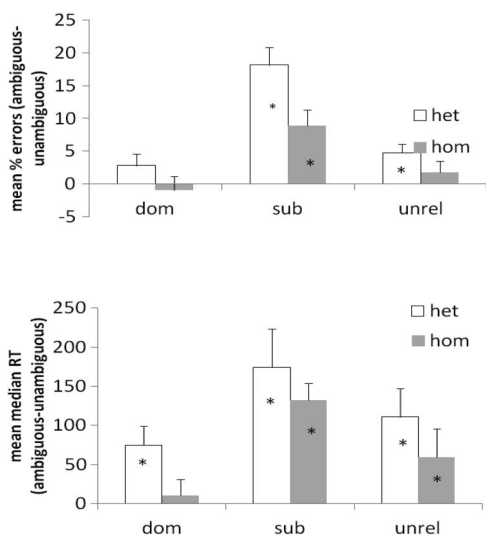 mean % errors (ambiguous-
unambiguous)
25
20
15
10
5
0
-5
*
*
*
het
hom
dom sub unrel
mean median RT
(ambiguous-unambiguous)
250
200
150
100
50
0
*
*
*
*
*
het
hom
dom sub unrel